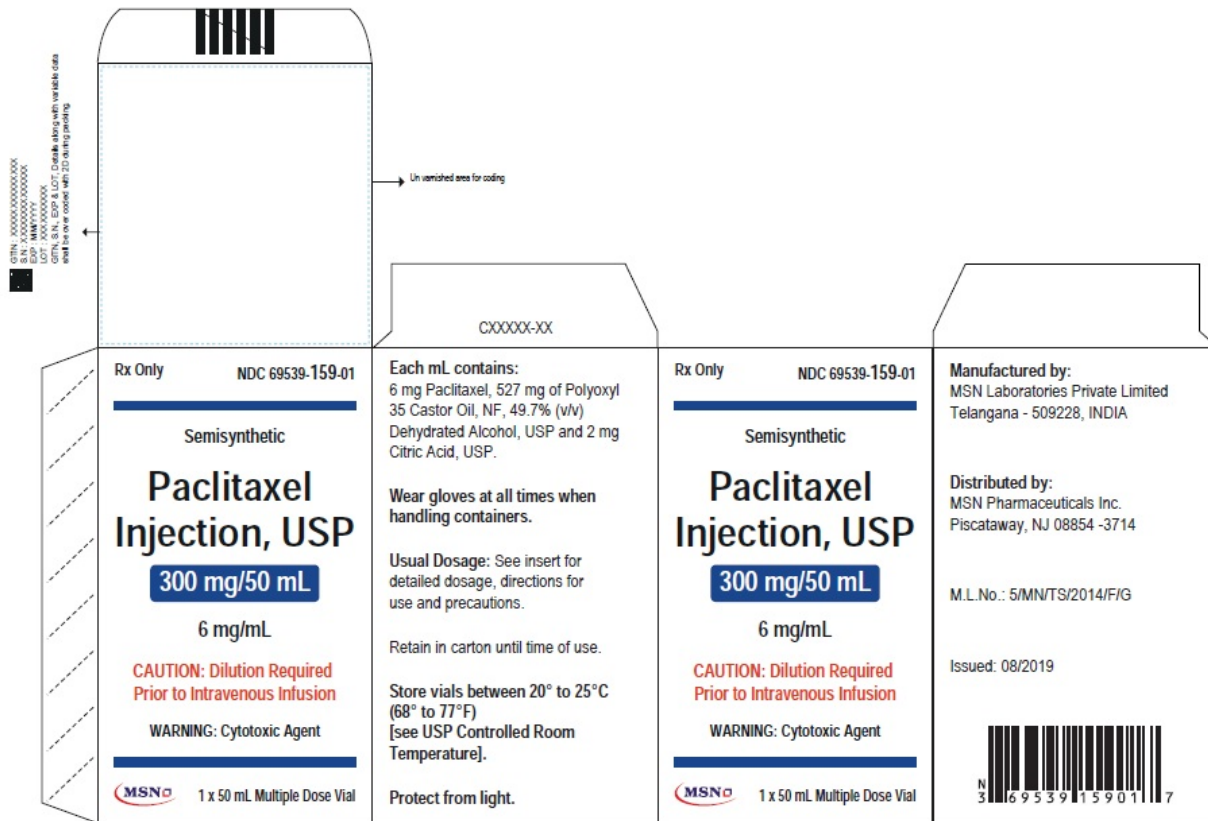 GITN : XXXXXXXXXXXXXX
S.N : XXXXXXXXXXXXXX
EXP : MM/YYYY
LOT : XXXXXXXXXX
GITN, S.N., EXP & LOT, Details along with variable data
shall be over coded with 2D during packing.
Un varnished area for coding
CXXXXX-XX
Rx Only NDC 69539-159-01
Semisynthetic
Paclitaxel
Injection, USP
300 mg/50 mL
6 mg/mL
CAUTION: Dilution Required
Prior to Intravenous Infusion
WARNING: Cytotoxic Agent
MSN 1 x 50 mL Multiple Dose Vial
Each mL contains:
6 mg Paclitaxel, 527 mg of Polyoxyl
35 Castor Oil, NF, 49.7% (v/v)
Dehydrated Alcohol, USP and 2 mg
Citric Acid, USP.
Wear gloves at all times when
handling containers.
Usual Dosage: See insert for
detailed dosage, directions for
use and precautions.
Retain in carton until time of use.
Store vials between 20° to 25°C
(68° to 77°F)
[see USP Controlled Room
Temperature].
Protect from light.
Rx Only NDC 69539-159-01
Semisynthetic
Paclitaxel
Injection, USP
300 mg/50 mL
6 mg/mL
CAUTION: Dilution Required
Prior to Intravenous Infusion
WARNING: Cytotoxic Agent
MSN 1 x 50 mL Multiple Dose Vial
Manufactured by:
MSN Laboratories Private Limited
Telangana - 509228, INDIA
Distributed by:
MSN Pharmaceuticals Inc.
Piscataway, NJ 08854 -3714
M.L.No.: 5/MN/TS/2014/F/G
Issued: 08/2019
N
3 69539 15901 7